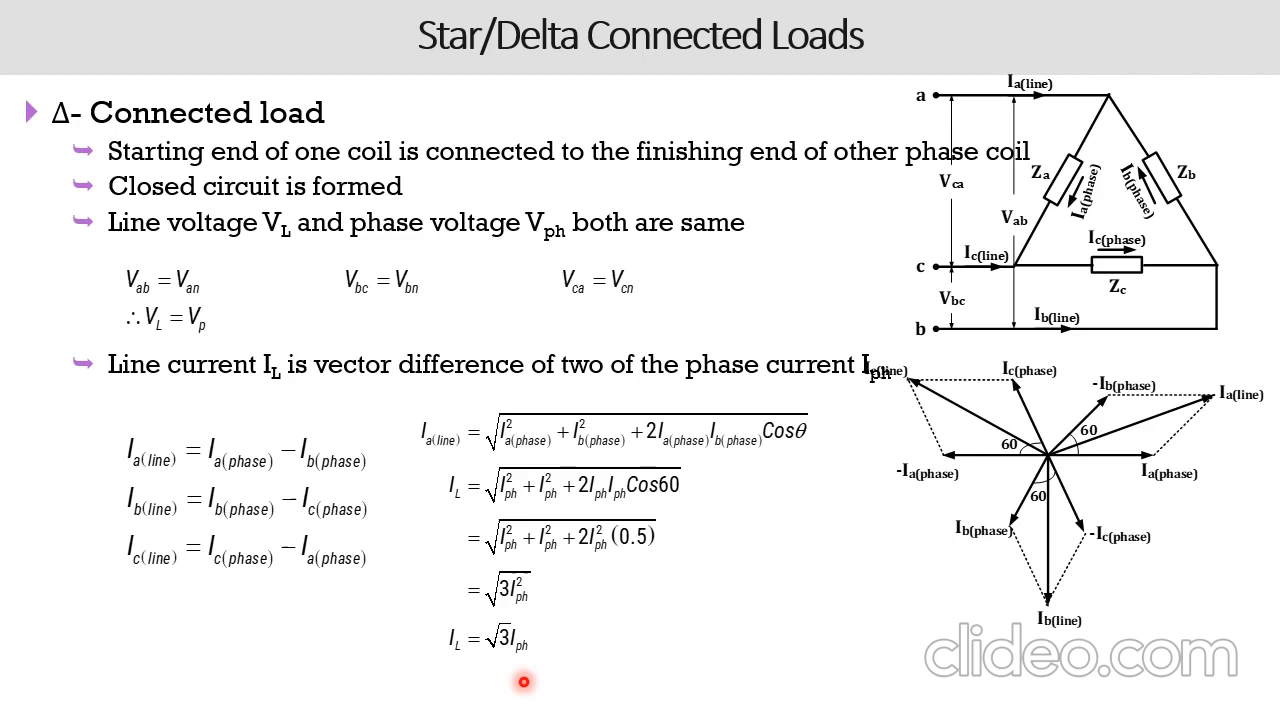 Star/Delta Connected Loads
Δ- Connected load
Starting end of one coil is connected to the finishing end of other phase coil
Closed circuit is formed
Line voltage V_L and phase voltage V_ph both are same
V_ab = V_an
V_bc = V_bn
V_ca = V_cn
∴ V_L = V_p
Line current I_L is vector difference of two of the phase current I_ph
I_a(line) = I_a(phase) − I_b(phase)
I_b(line) = I_b(phase) − I_c(phase)
I_c(line) = I_c(phase) − I_a(phase)
I_a(line) = √(I²_a(phase) + I²_b(phase) + 2I_a(phase)I_b(phase)Cosθ)
I_L = √(I²_ph + I²_ph + 2I_phI_phCos60)
= √(I²_ph + I²_ph + 2I²_ph(0.5))
= √(3I²_ph)
I_L = √3I_ph
I_a(line)
a
Z_a
I_a(phase)
I_b(phase)
Z_b
V_ca
V_ab
I_c(phase)
I_c(line)
c
Z_c
V_bc
I_b(line)
b
I_c(line)
I_c(phase)
-I_b(phase)
I_a(line)
60
60
-I_a(phase)
I_a(phase)
60
I_b(phase)
-I_c(phase)
I_b(line)
clideo.com